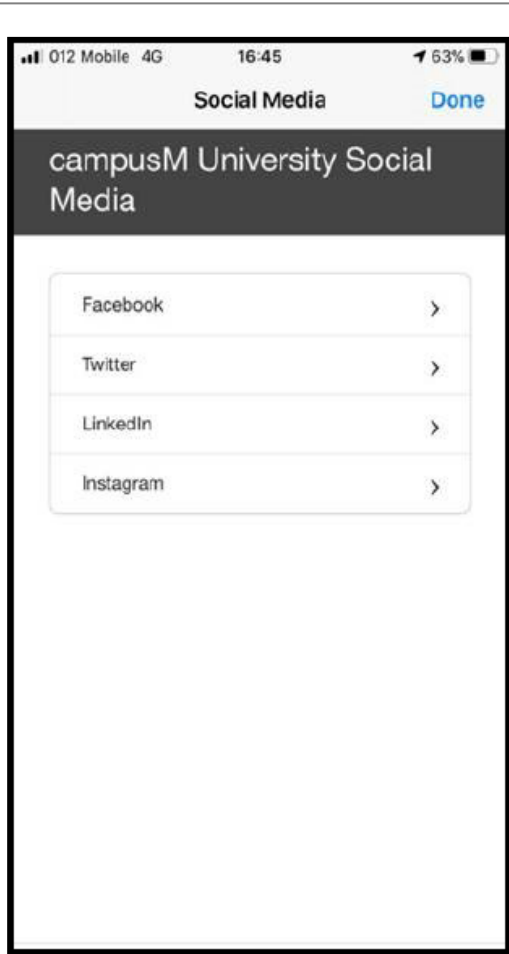 012 Mobile 4G 16:45 63%
Social Media Done
campusM University Social
Media
Facebook
Twitter
LinkedIn
Instagram